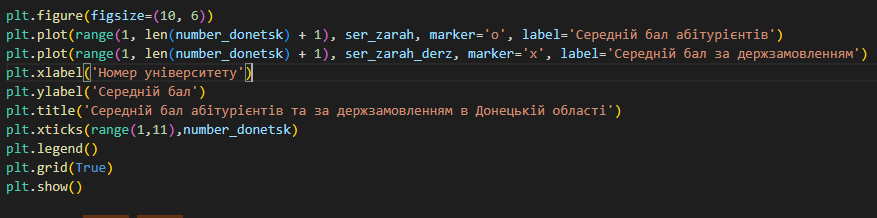 plt.figure(figsize=(10, 6))
plt.plot(range(1, len(number_donetsk) + 1), ser_zarah, marker='o', label='Середній бал абітурієнтів')
plt.plot(range(1, len(number_donetsk) + 1), ser_zarah_derz, marker='x', label='Середній бал за держзамовленням')
plt.xlabel('Номер університету')
plt.ylabel('Середній бал')
plt.title('Середній бал абітурієнтів та за держзамовленням в Донецькій області')
plt.xticks(range(1,11),number_donetsk)
plt.legend()
plt.grid(True)
plt.show()